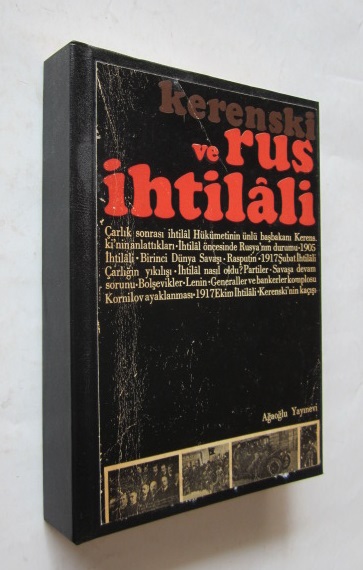 kerenski
ve rus
ihtilâli
Çarlık sonrası ihtilâl Hükümetinin ünlü başbakanı Kerens
ki'nin anlattıkları • İhtilâl öncesinde Rusya'nın durumu • 1905
İhtilâli • Birinci Dünya Savaşı • Rasputin • 1917 Şubat İhtilâli
Çarlığın yıkılışı • İhtilâl nasıl oldu? Partiler • Savaşa devam
sorunu • Bolşevikler • Lenin • Generaller ve bankerler komplosu
Kornilov ayaklanması • 1917 Ekim İhtilâli • Kerenski'nin kaçışı
Ağaoğlu Yayınevi